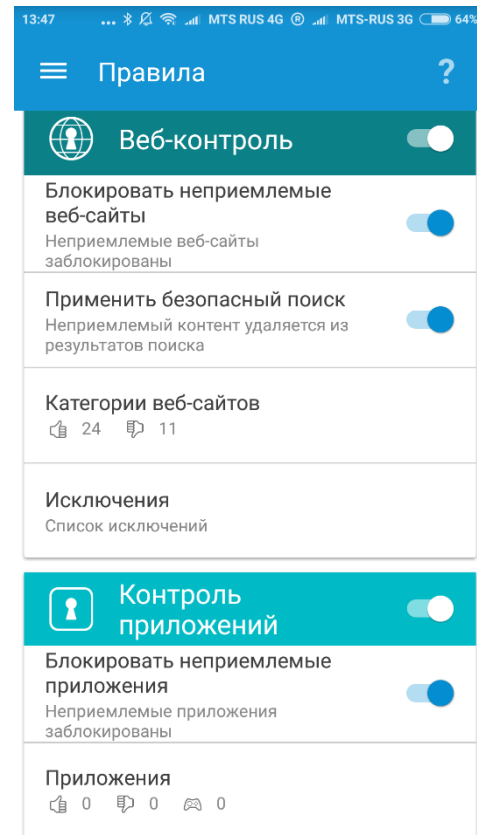 13:47 ... MTS RUS 4G ® MTS-RUS 3G 64%
Правила ?
Веб-контроль
Блокировать неприемлемые
веб-сайты
Неприемлемые веб-сайты
заблокированы
Применить безопасный поиск
Неприемлемый контент удаляется из
результатов поиска
Категории веб-сайтов
24 11
Исключения
Список исключений
Контроль
приложений
Блокировать неприемлемые
приложения
Неприемлемые приложения
заблокированы
Приложения
0 0 0